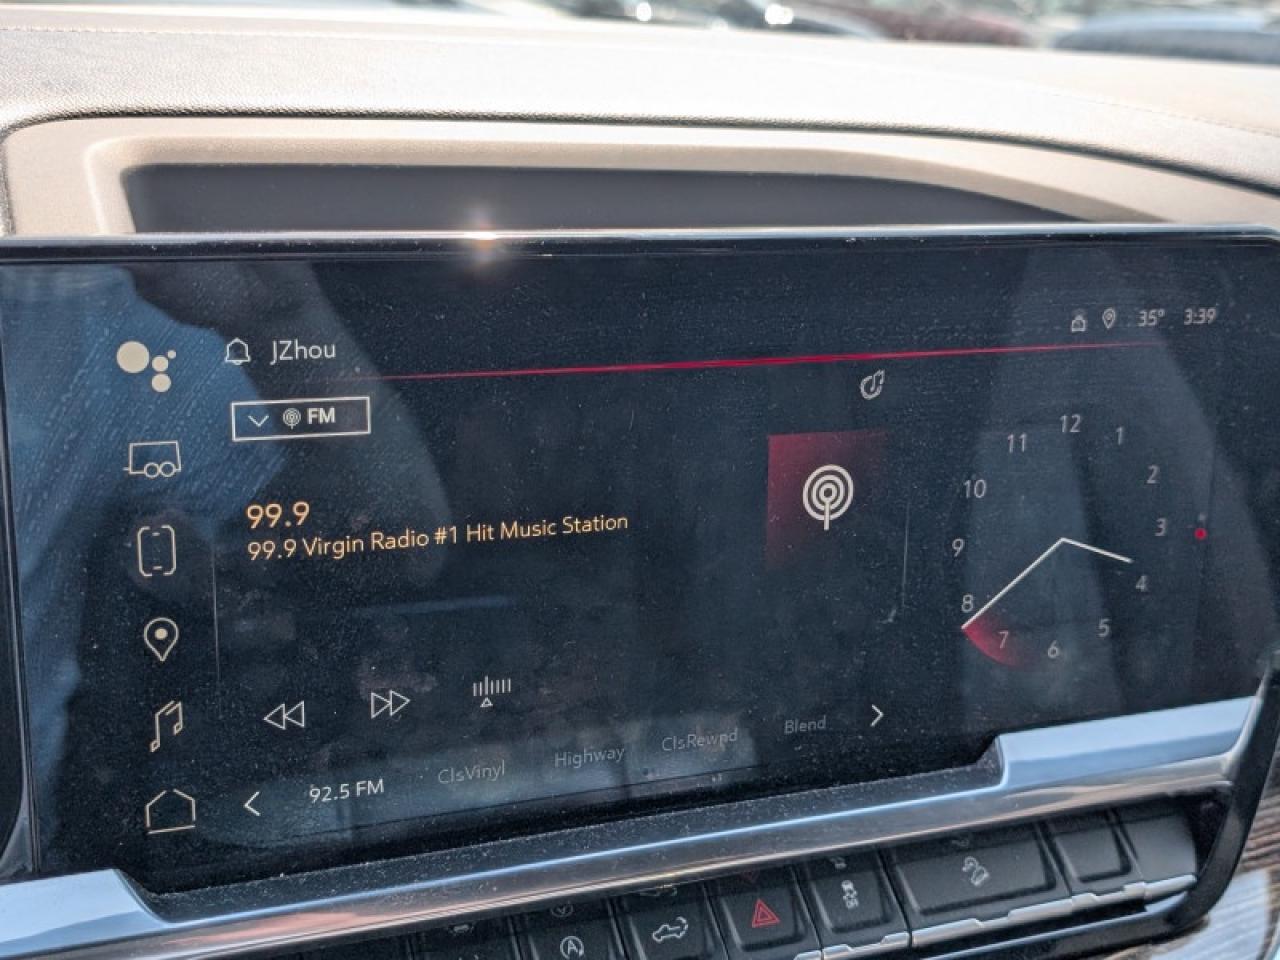 JZhou
35° 3:39
FM
99.9
99.9 Virgin Radio #1 Hit Music Station
12
11 1
10 2
9 3
8 4
7 6 5
92.5 FM ClsVinyl Highway ClsRewnd Blend
A